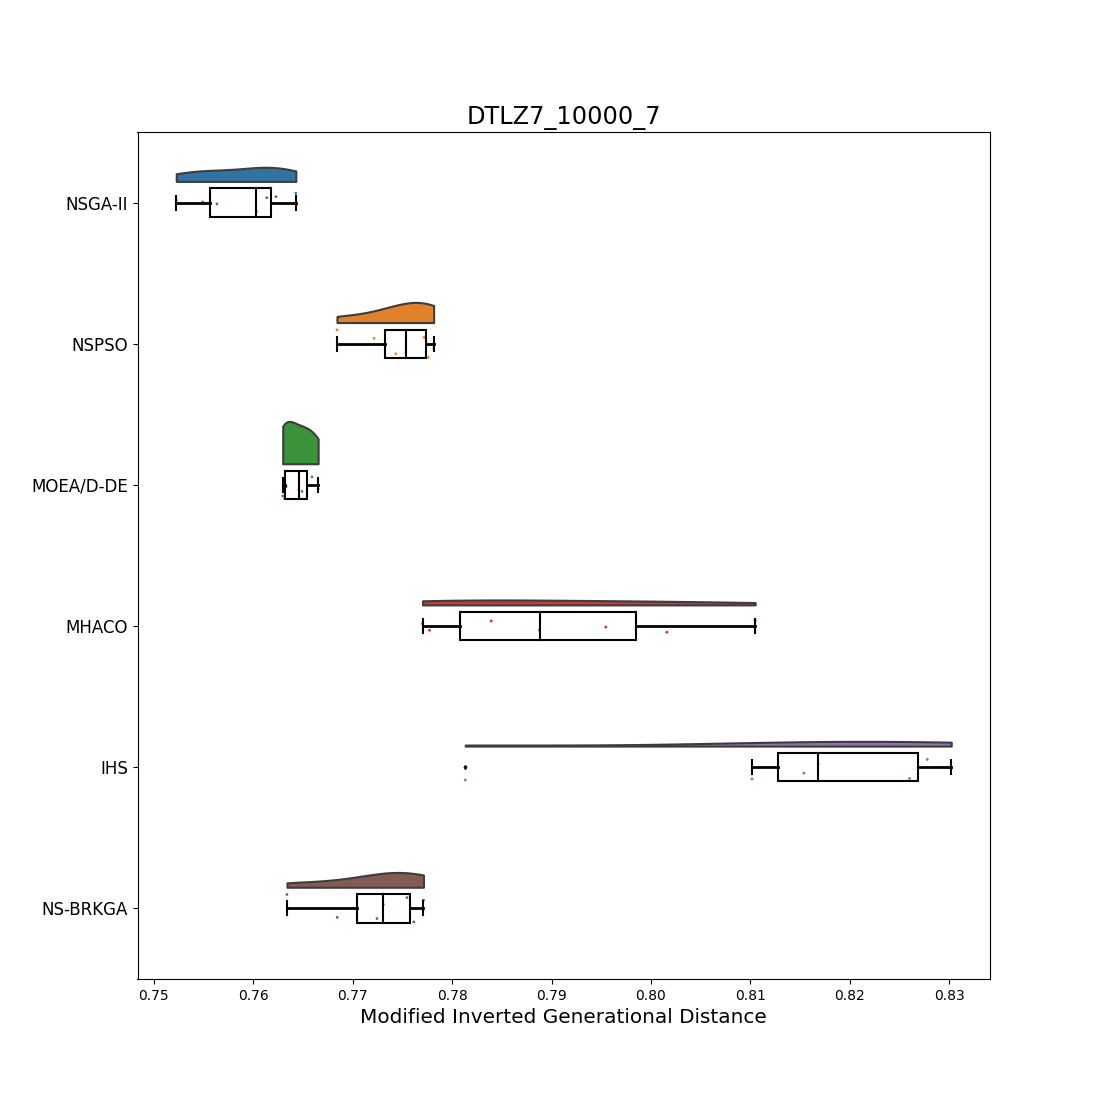 DTLZ7_10000_7
NSGA-II
NSPSO
MOEA/D-DE
MHACO
IHS
NS-BRKGA
0.75 0.76 0.77 0.78 0.79 0.80 0.81 0.82 0.83
Modified Inverted Generational Distance